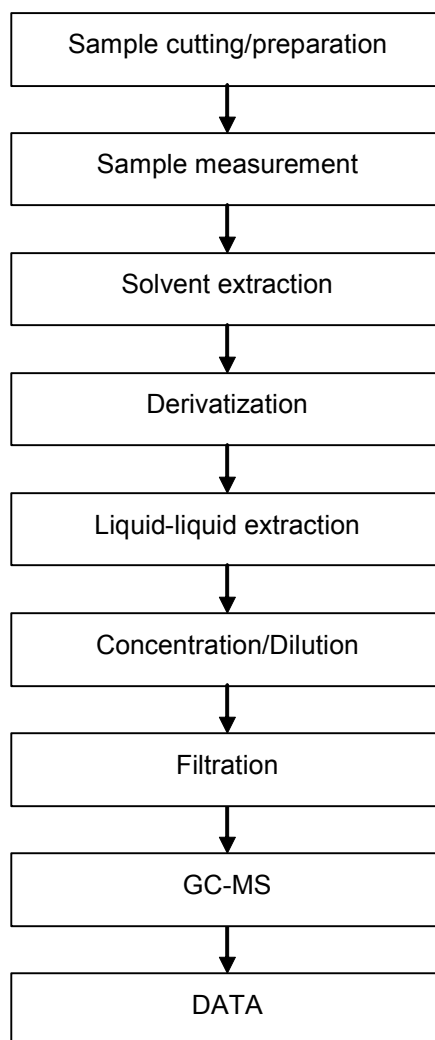 Sample cutting/preparation
Sample measurement
Solvent extraction
Derivatization
Liquid-liquid extraction
Concentration/Dilution
Filtration
GC-MS
DATA